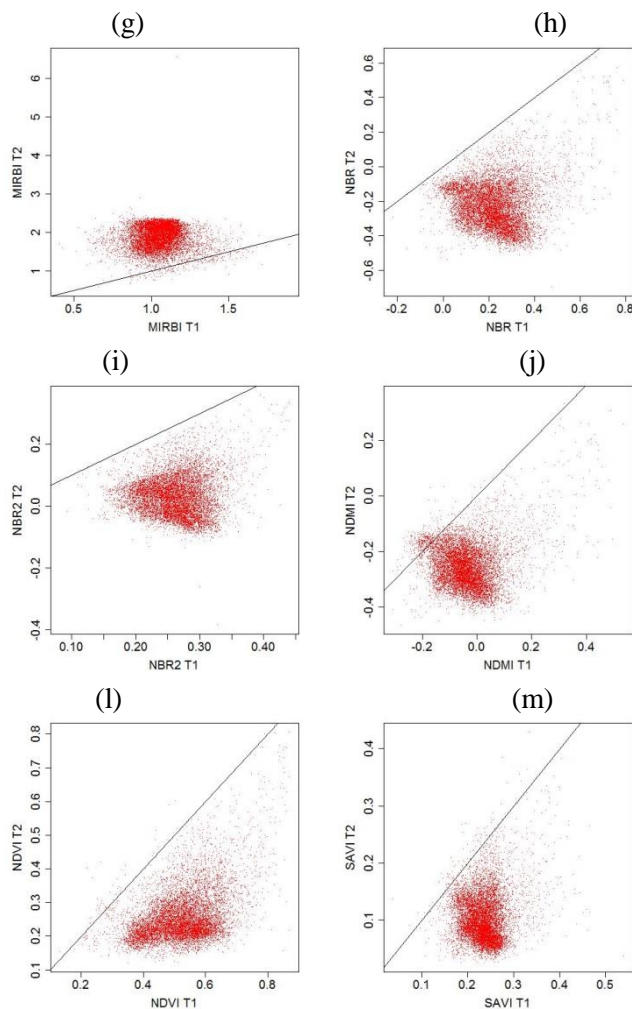 (g) (h)
6
5
4
3
2
1
MIRBI T2
0.5 1.0 1.5
MIRBI T1
0.6
0.4
0.2
0.0
-0.2
-0.4
-0.6
NBR T2
-0.2 0.0 0.2 0.4 0.6 0.8
NBR T1
(i) (j)
0.2
0.0
-0.2
-0.4
NBR2 T2
0.10 0.20 0.30 0.40
NBR2 T1
0.2
0.0
-0.2
-0.4
NDMI T2
-0.2 0.0 0.2 0.4
NDMI T1
(l) (m)
0.8
0.7
0.6
0.5
0.4
0.3
0.2
0.1
NDVI T2
0.2 0.4 0.6 0.8
NDVI T1
0.4
0.3
0.2
0.1
SAVI T2
0.1 0.2 0.3 0.4 0.5
SAVI T1